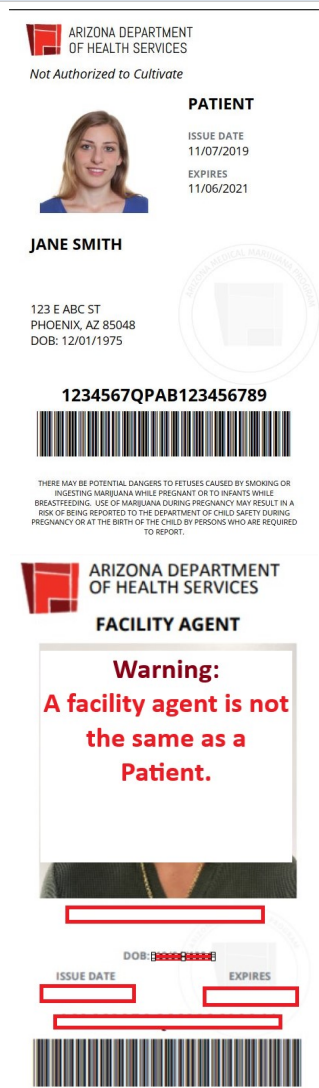 ARIZONA DEPARTMENT
OF HEALTH SERVICES
Not Authorized to Cultivate
PATIENT
ISSUE DATE
11/07/2019
EXPIRES
11/06/2021
JANE SMITH
123 E ABC ST
PHOENIX, AZ 85048
DOB: 12/01/1975
ARIZONA MEDICAL MARIJUANA PROGRAM
1234567QPAB123456789
THERE MAY BE POTENTIAL DANGERS TO FETUSES CAUSED BY SMOKING OR
INGESTING MARIJUANA WHILE PREGNANT OR TO INFANTS WHILE
BREASTFEEDING. USE OF MARIJUANA DURING PREGNANCY MAY RESULT IN A
RISK OF BEING REPORTED TO THE DEPARTMENT OF CHILD SAFETY DURING
PREGNANCY OR AT THE BIRTH OF THE CHILD BY PERSONS WHO ARE REQUIRED
TO REPORT.
ARIZONA DEPARTMENT
OF HEALTH SERVICES
FACILITY AGENT
Warning:
A facility agent is not
the same as a
Patient.
DOB:
ISSUE DATE
EXPIRES